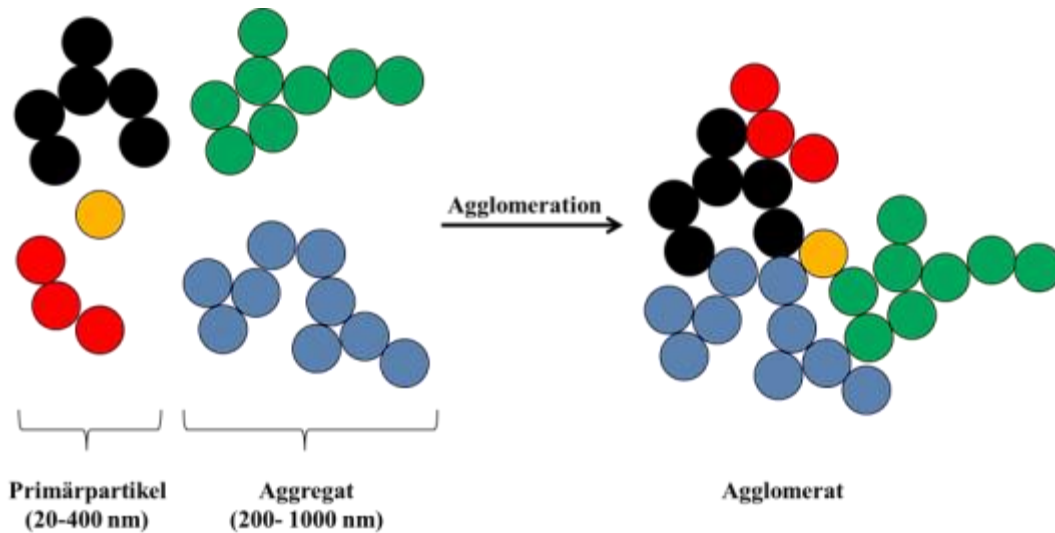 Agglomeration
Primärpartikel
(20-400 nm)
Aggregat
(200- 1000 nm)
Agglomerat